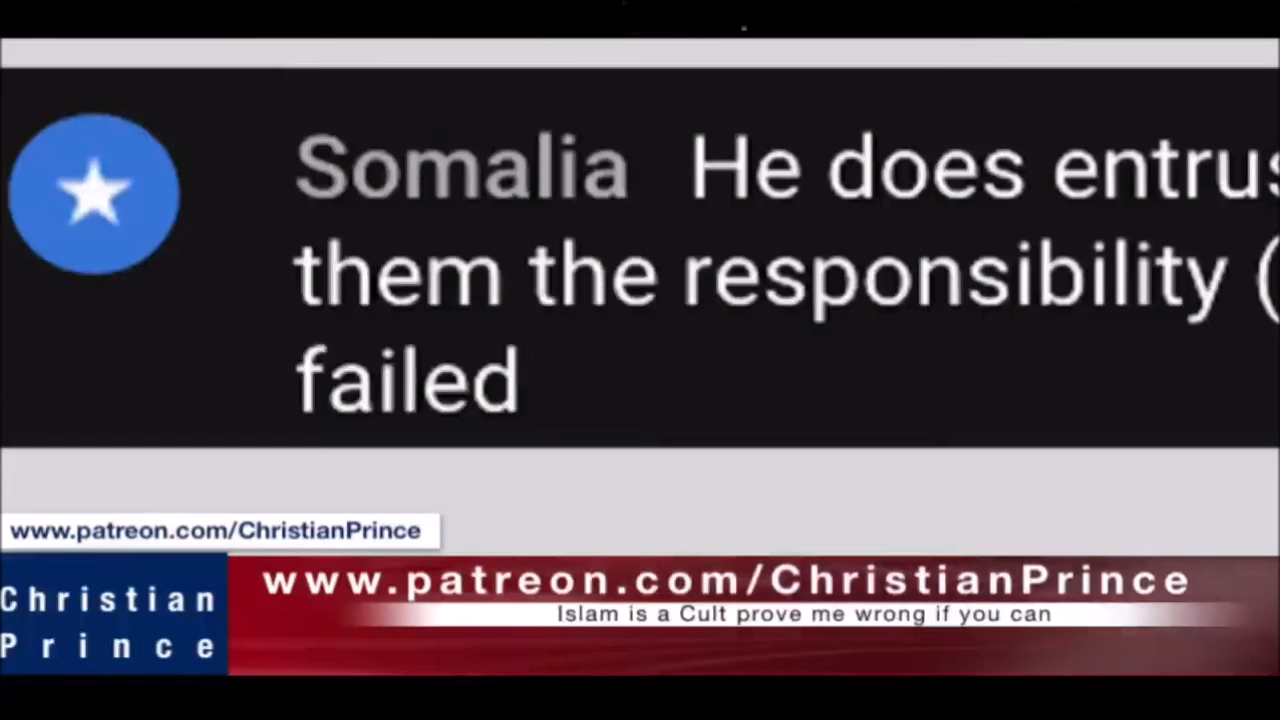 Somalia He does
them the responsibility (
failed
www.patreon.com/ChristianPrince
Christian
Prince
www.patreon.com/ChristianPrince
Islam is a Cult prove me wrong if you can